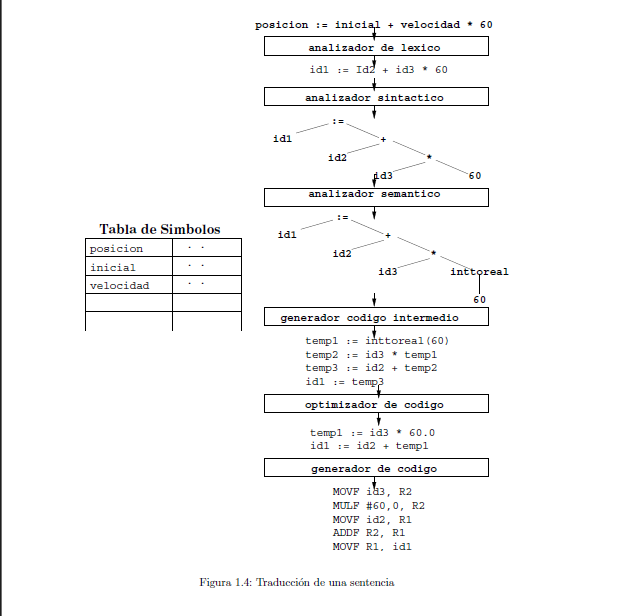 posicion := inicial + velocidad * 60
analizador de lexico
id1 := Id2 + id3 * 60
analizador sintactico
:=
id1
+
id2
*
id3
60
analizador semantico
:=
id1
+
id2
*
id3
inttoreal
60
Tabla de Simbolos
posicion . .
inicial . .
velocidad . .
generador codigo intermedio
temp1 := inttoreal(60)
temp2 := id3 * temp1
temp3 := id2 + temp2
id1 := temp3
optimizador de codigo
temp1 := id3 * 60.0
id1 := id2 + temp1
generador de codigo
MOVF id3, R2
MULF #60,0, R2
MOVF id2, R1
ADDF R2, R1
MOVF R1, id1
Figura 1.4: Traducción de una sentencia